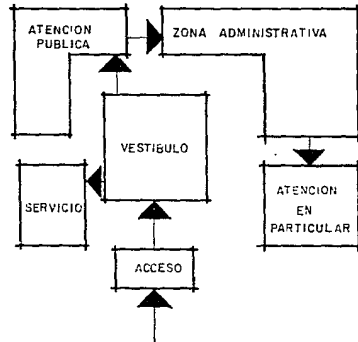 ATENCION
PUBLICA
ZONA ADMINISTRATIVA
VESTIBULO
SERVICIO
ATENCION
EN
PARTICULAR
ACCESO